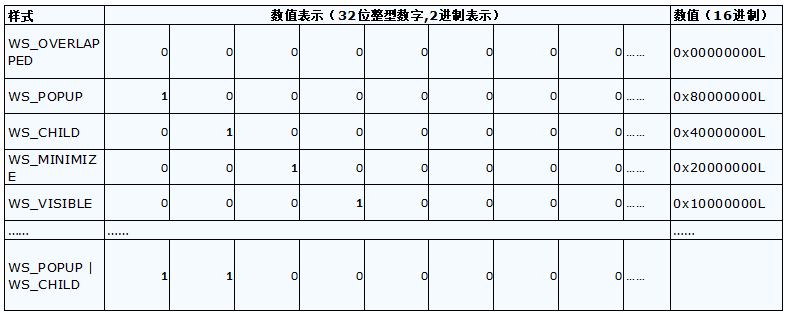 样式 数值表示（32位整型数字,2进制表示） 数值（16进制）
WS_OVERLAP
PED 0 0 0 0 0 0 0 0 …… 0x00000000L
WS_POPUP 1 0 0 0 0 0 0 0 …… 0x80000000L
WS_CHILD 0 1 0 0 0 0 0 0 …… 0x40000000L
WS_MINIMIZ
E 0 0 1 0 0 0 0 0 …… 0x20000000L
WS_VISIBLE 0 0 0 1 0 0 0 0 …… 0x10000000L
…… …… ……
WS_POPUP |
WS_CHILD 1 1 0 0 0 0 0 0 ……